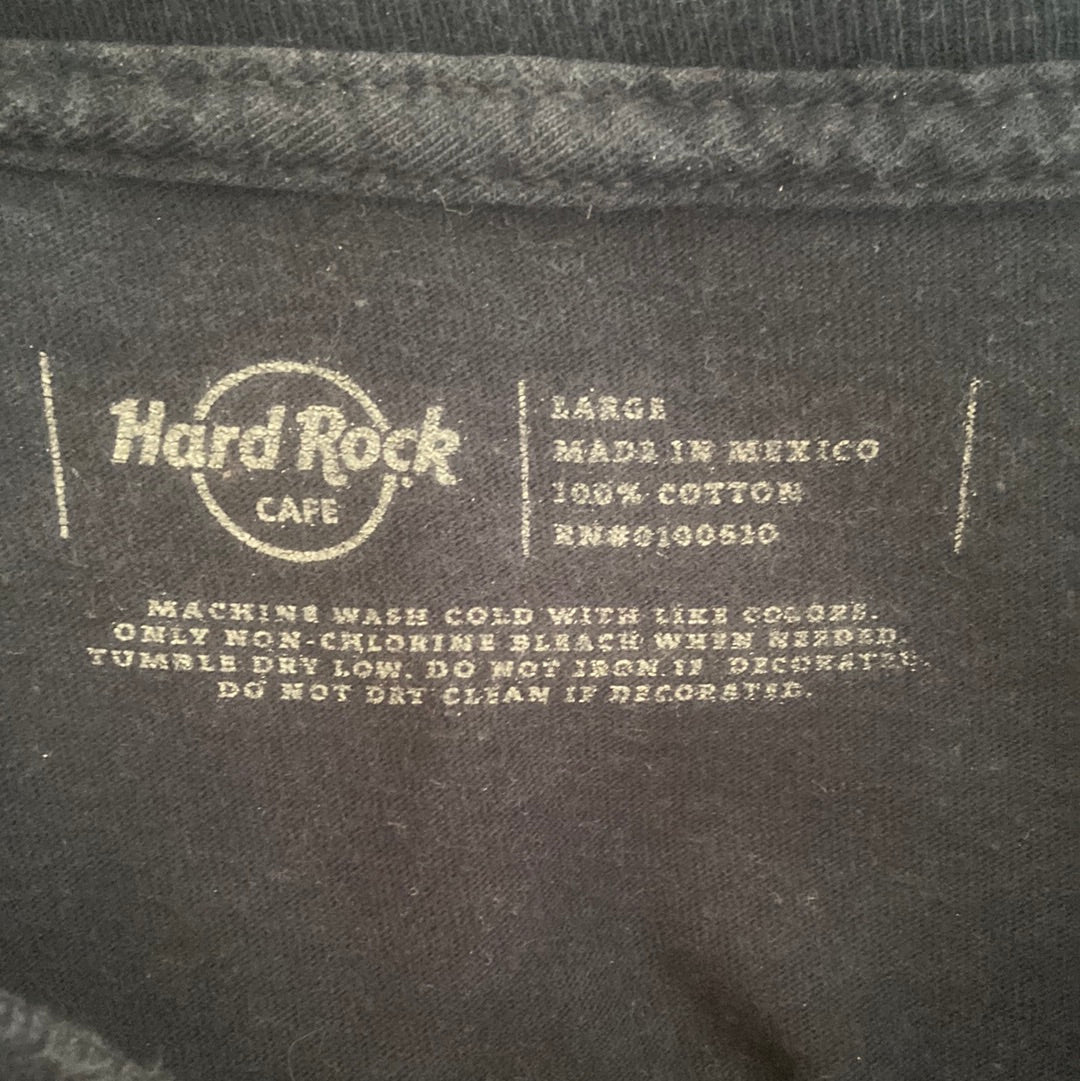 Hard Rock
CAFE
LARGE
MADE IN MEXICO
100% COTTON
RN#0100510
MACHINE WASH COLD WITH LIKE COLORS.
ONLY NON-CHLORINE BLEACH WHEN NEEDED.
TUMBLE DRY LOW. DO NOT IRON IF DECORATED.
DO NOT DRY CLEAN IF DECORATED.